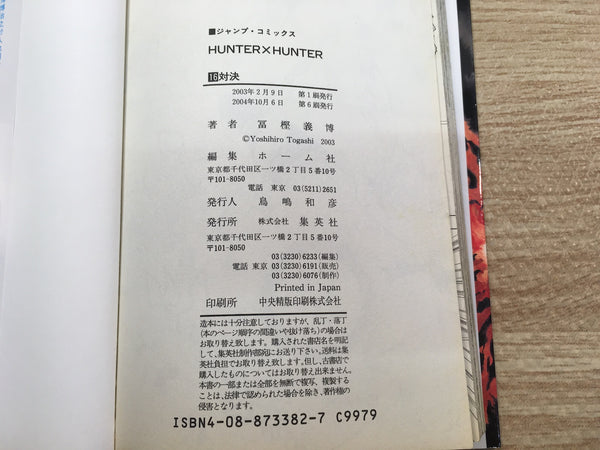 ■ジャンプ・コミックス
HUNTER×HUNTER
16対決
2003年2月9日 第1刷発行
2004年10月6日 第6刷発行
著者 冨樫義博
©Yoshihiro Togashi 2003
編集 ホーム社
東京都千代田区一ツ橋2丁目5番10号
〒101-8050
電話 東京 03(5211)2651
発行人 鳥嶋和彦
発行所 株式会社 集英社
東京都千代田区一ツ橋2丁目5番10号
〒101-8050
03(3230)6233(編集)
電話 東京 03(3230)6191(販売)
03(3230)6076(制作)
Printed in Japan
印刷所 中央精版印刷株式会社
造本には十分注意しておりますが、乱丁・落丁
(本のページ順序の間違いや抜け落ち)の場合は
お取り替え致します。購入された書店名を明記
して、集英社制作部宛にお送り下さい。送料は集
英社負担でお取り替え致します。但し、古書店で
購入したものについてはお取り替え出来ません。
本書の一部または全部を無断で複写、複製する
ことは、法律で認められた場合を除き、著作権の
侵害となります。
ISBN4-08-873382-7 C9979